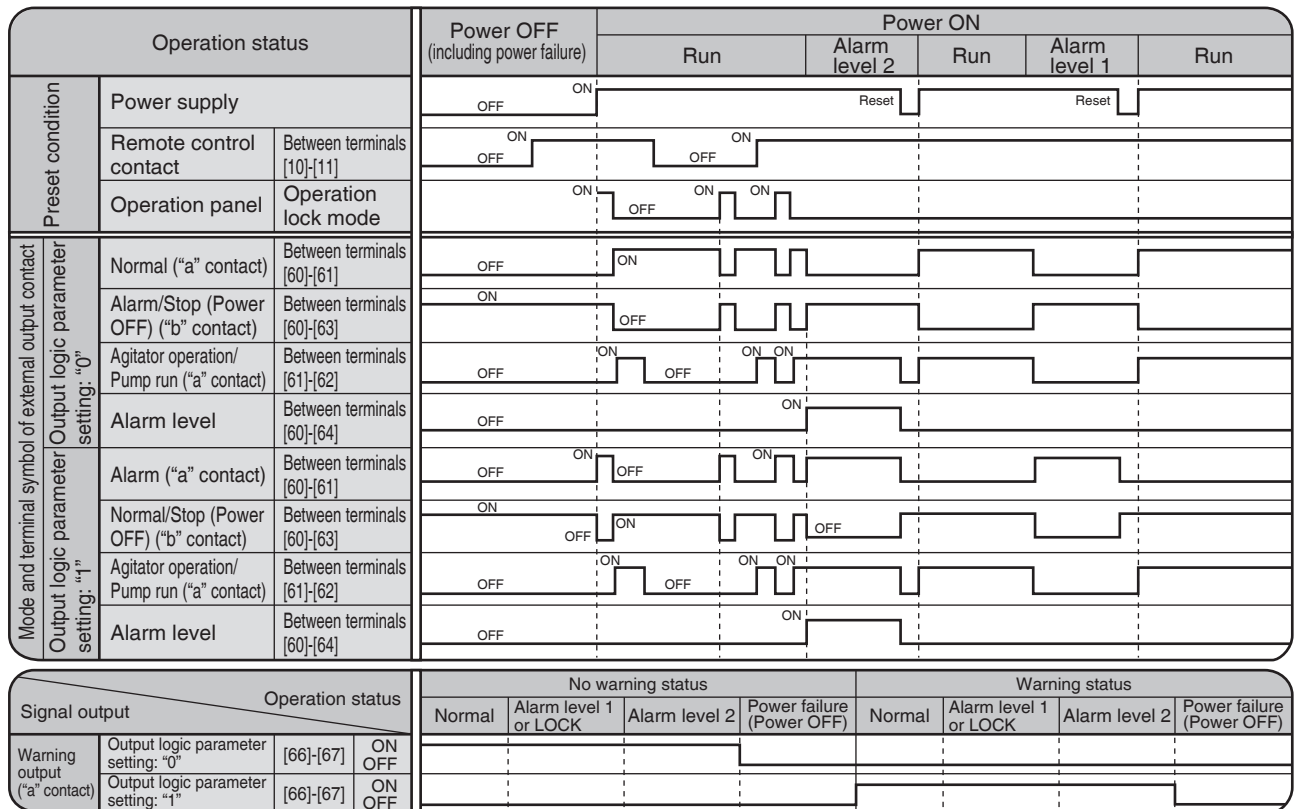 Operation status
Power OFF
(including power failure)
Power ON
Run
Alarm
level 2
Run
Alarm
level 1
Run
Preset condition
Power supply
OFF
ON
Reset
Reset
Remote control
contact
Between terminals
[10]-[11]
OFF
ON
OFF
ON
Operation panel
Operation
lock mode
ON
OFF
ON
ON
Mode and terminal symbol of external output contact
Output logic parameter
setting: “0”
Normal (“a” contact)
Between terminals
[60]-[61]
OFF
ON
Alarm/Stop (Power
OFF) (“b” contact)
Between terminals
[60]-[63]
ON
OFF
Agitator operation/
Pump run (“a” contact)
Between terminals
[61]-[62]
OFF
ON
OFF
ON
ON
Alarm level
Between terminals
[60]-[64]
OFF
ON
Output logic parameter
setting: “1”
Alarm (“a” contact)
Between terminals
[60]-[61]
OFF
ON
OFF
ON
Normal/Stop (Power
OFF) (“b” contact)
Between terminals
[60]-[63]
ON
OFF
ON
OFF
Agitator operation/
Pump run (“a” contact)
Between terminals
[61]-[62]
OFF
ON
OFF
ON
ON
Alarm level
Between terminals
[60]-[64]
OFF
ON
Signal output
Operation status
No warning status
Warning status
Normal
Alarm level 1
or LOCK
Alarm level 2
Power failure
(Power OFF)
Normal
Alarm level 1
or LOCK
Alarm level 2
Power failure
(Power OFF)
Warning
output
(“a” contact)
Output logic parameter
setting: “0”
[66]-[67]
ON
OFF
Output logic parameter
setting: “1”
[66]-[67]
ON
OFF